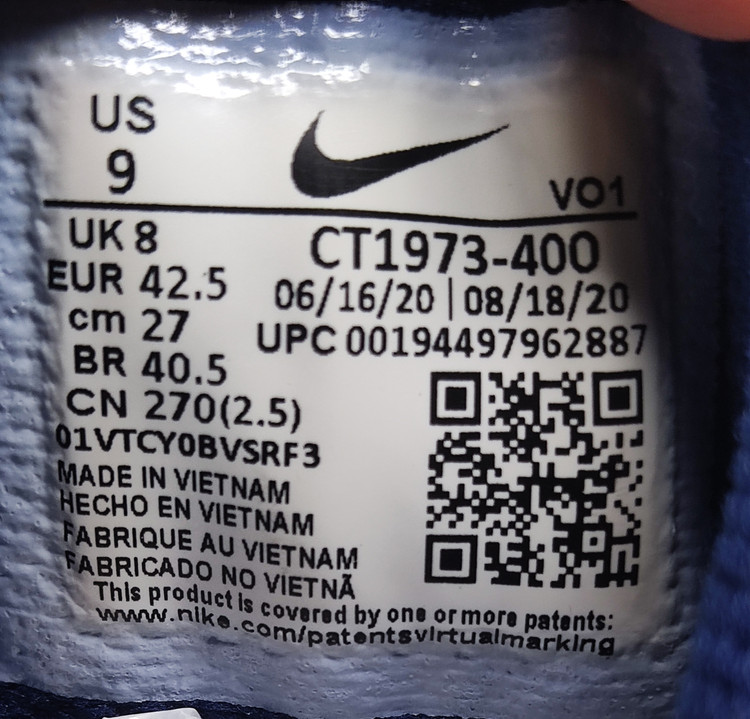 US
9
VO1
UK 8
EUR 42.5
cm 27
BR 40.5
CN 270(2.5)
01VTCY0BVSRF3
CT1973-400
06/16/20 | 08/18/20
UPC 00194497962887
MADE IN VIETNAM
HECHO EN VIETNAM
FABRIQUE AU VIETNAM
FABRICADO NO VIETNÃ
This product is covered by one or more patents:
www.nike.com/patentsvirtualmarking